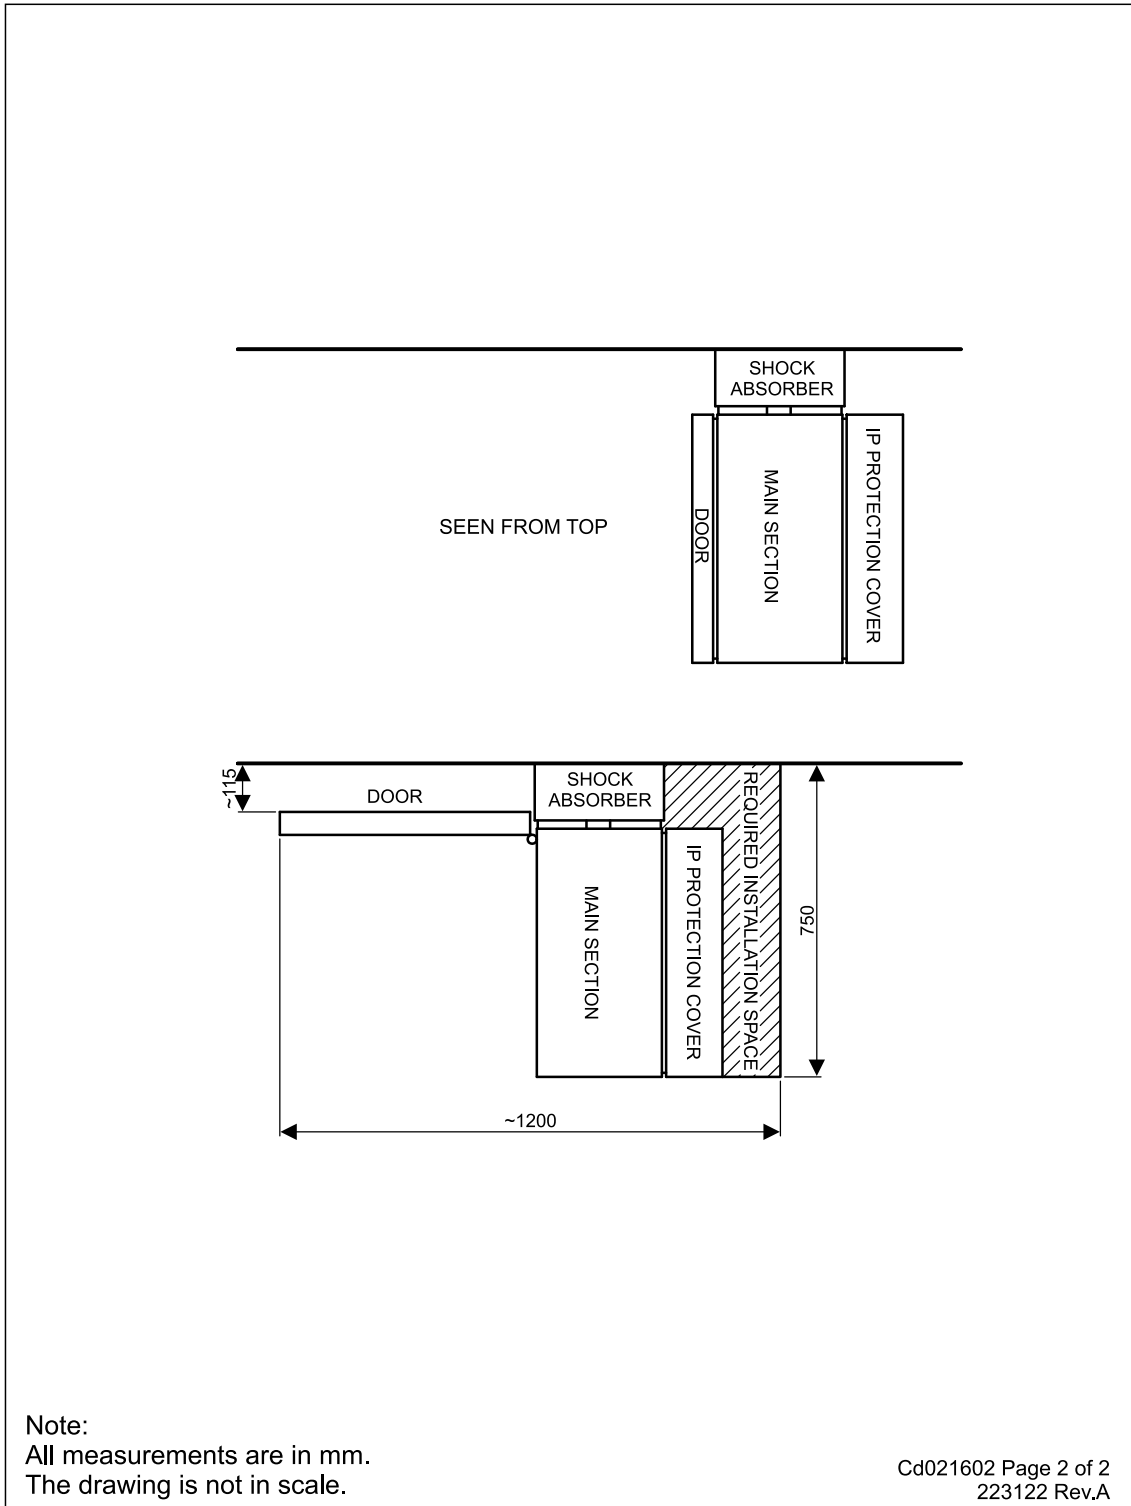 SHOCK
ABSORBER
IP PROTECTION COVER
MAIN SECTION
DOOR
SEEN FROM TOP
~115
DOOR
SHOCK
ABSORBER
REQUIRED INSTALLATION SPACE
IP PROTECTION COVER
MAIN SECTION
750
~1200
Note:
All measurements are in mm.
The drawing is not in scale.
Cd021602 Page 2 of 2
223122 Rev.A